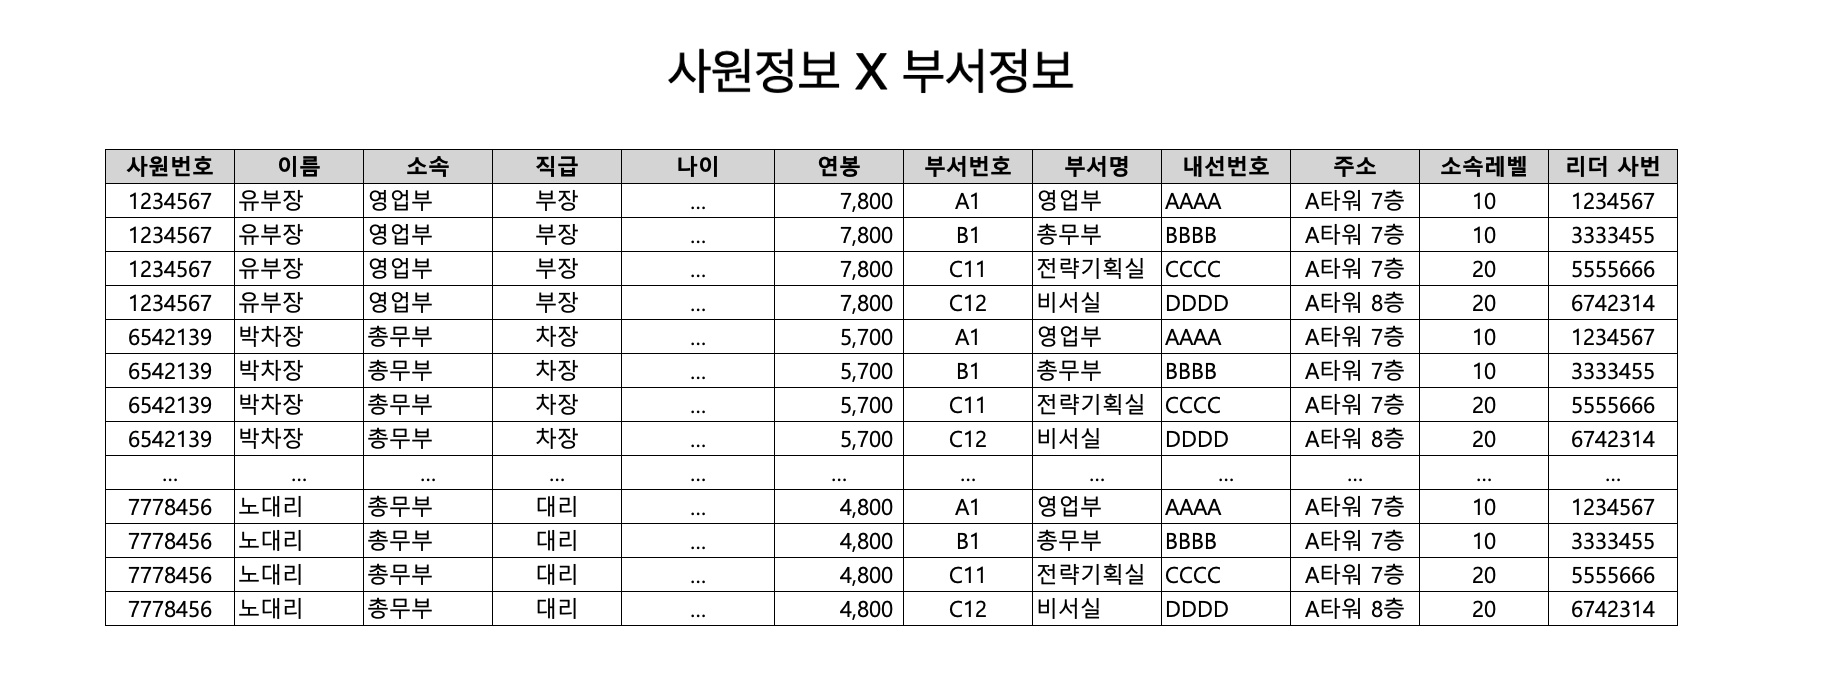 사원정보 X 부서정보
사원번호 이름 소속 직급 나이 연봉 부서번호 부서명 내선번호 주소 소속레벨 리더 사번
1234567 유부장 영업부 부장 ... 7,800 A1 영업부 AAAA A타워 7층 10 1234567
1234567 유부장 영업부 부장 ... 7,800 B1 총무부 BBBB A타워 7층 10 3333455
1234567 유부장 영업부 부장 ... 7,800 C11 전략기획실 CCCC A타워 7층 20 5555666
1234567 유부장 영업부 부장 ... 7,800 C12 비서실 DDDD A타워 8층 20 6742314
6542139 박차장 총무부 차장 ... 5,700 A1 영업부 AAAA A타워 7층 10 1234567
6542139 박차장 총무부 차장 ... 5,700 B1 총무부 BBBB A타워 7층 10 3333455
6542139 박차장 총무부 차장 ... 5,700 C11 전략기획실 CCCC A타워 7층 20 5555666
6542139 박차장 총무부 차장 ... 5,700 C12 비서실 DDDD A타워 8층 20 6742314
... ... ... ... ... ... ... ... ... ... ... ...
7778456 노대리 총무부 대리 ... 4,800 A1 영업부 AAAA A타워 7층 10 1234567
7778456 노대리 총무부 대리 ... 4,800 B1 총무부 BBBB A타워 7층 10 3333455
7778456 노대리 총무부 대리 ... 4,800 C11 전략기획실 CCCC A타워 7층 20 5555666
7778456 노대리 총무부 대리 ... 4,800 C12 비서실 DDDD A타워 8층 20 6742314